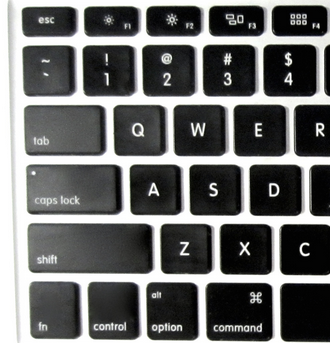 esc F1 F2 F3 F4
~ ! @ # $
` 1 2 3 4
tab Q W E R
caps lock A S D
shift Z X C
alt ⌘
fn control option command